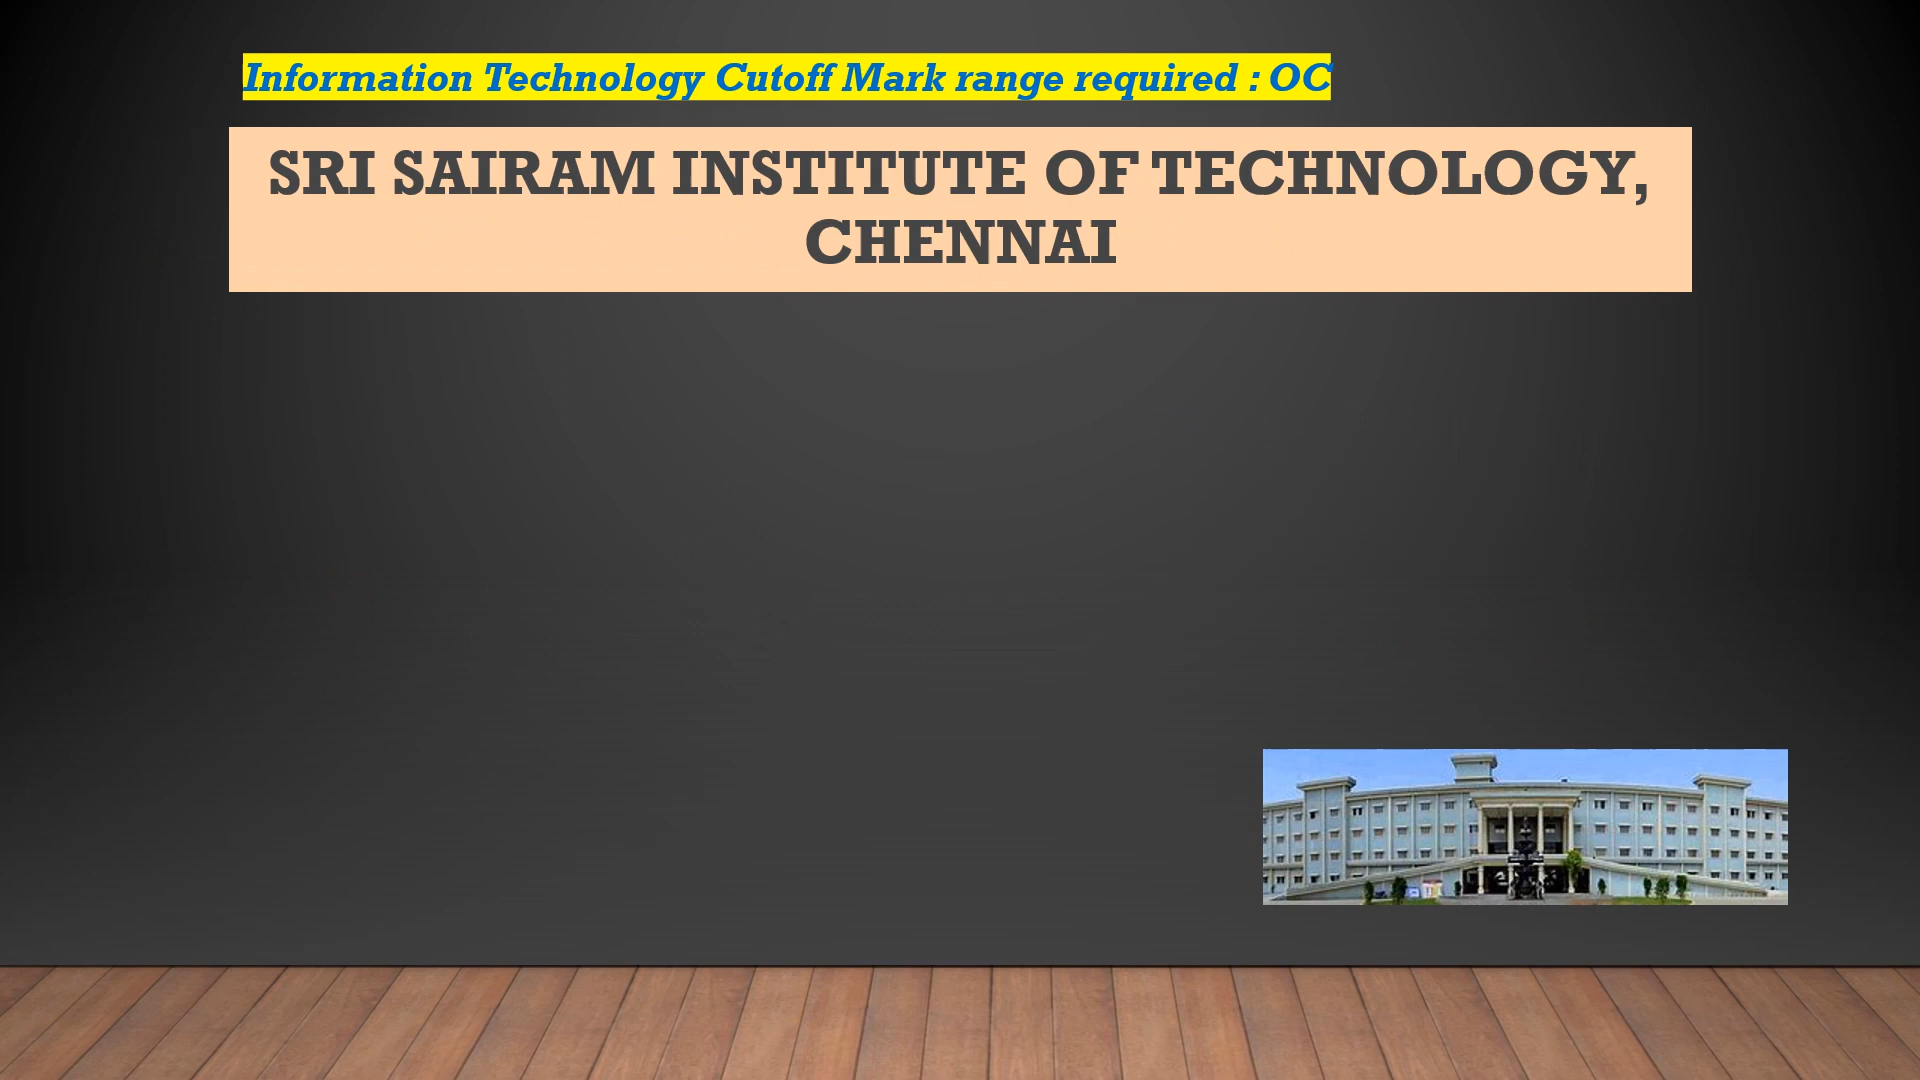 Information Technology Cutoff Mark range required : OC
SRI SAIRAM INSTITUTE OF TECHNOLOGY,
CHENNAI